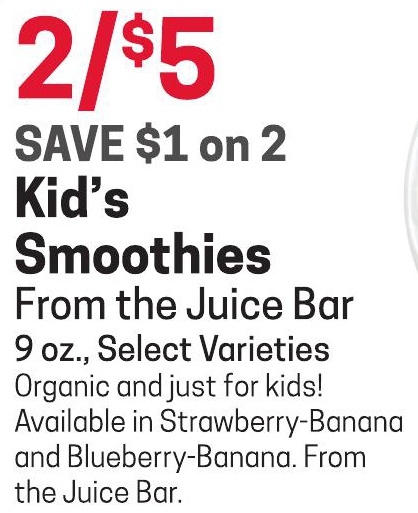 2/$5
SAVE $1 on 2
Kid's
Smoothies
From the Juice Bar
9 oz., Select Varieties
Organic and just for kids!
Available in Strawberry-Banana
and Blueberry-Banana. From
the Juice Bar.